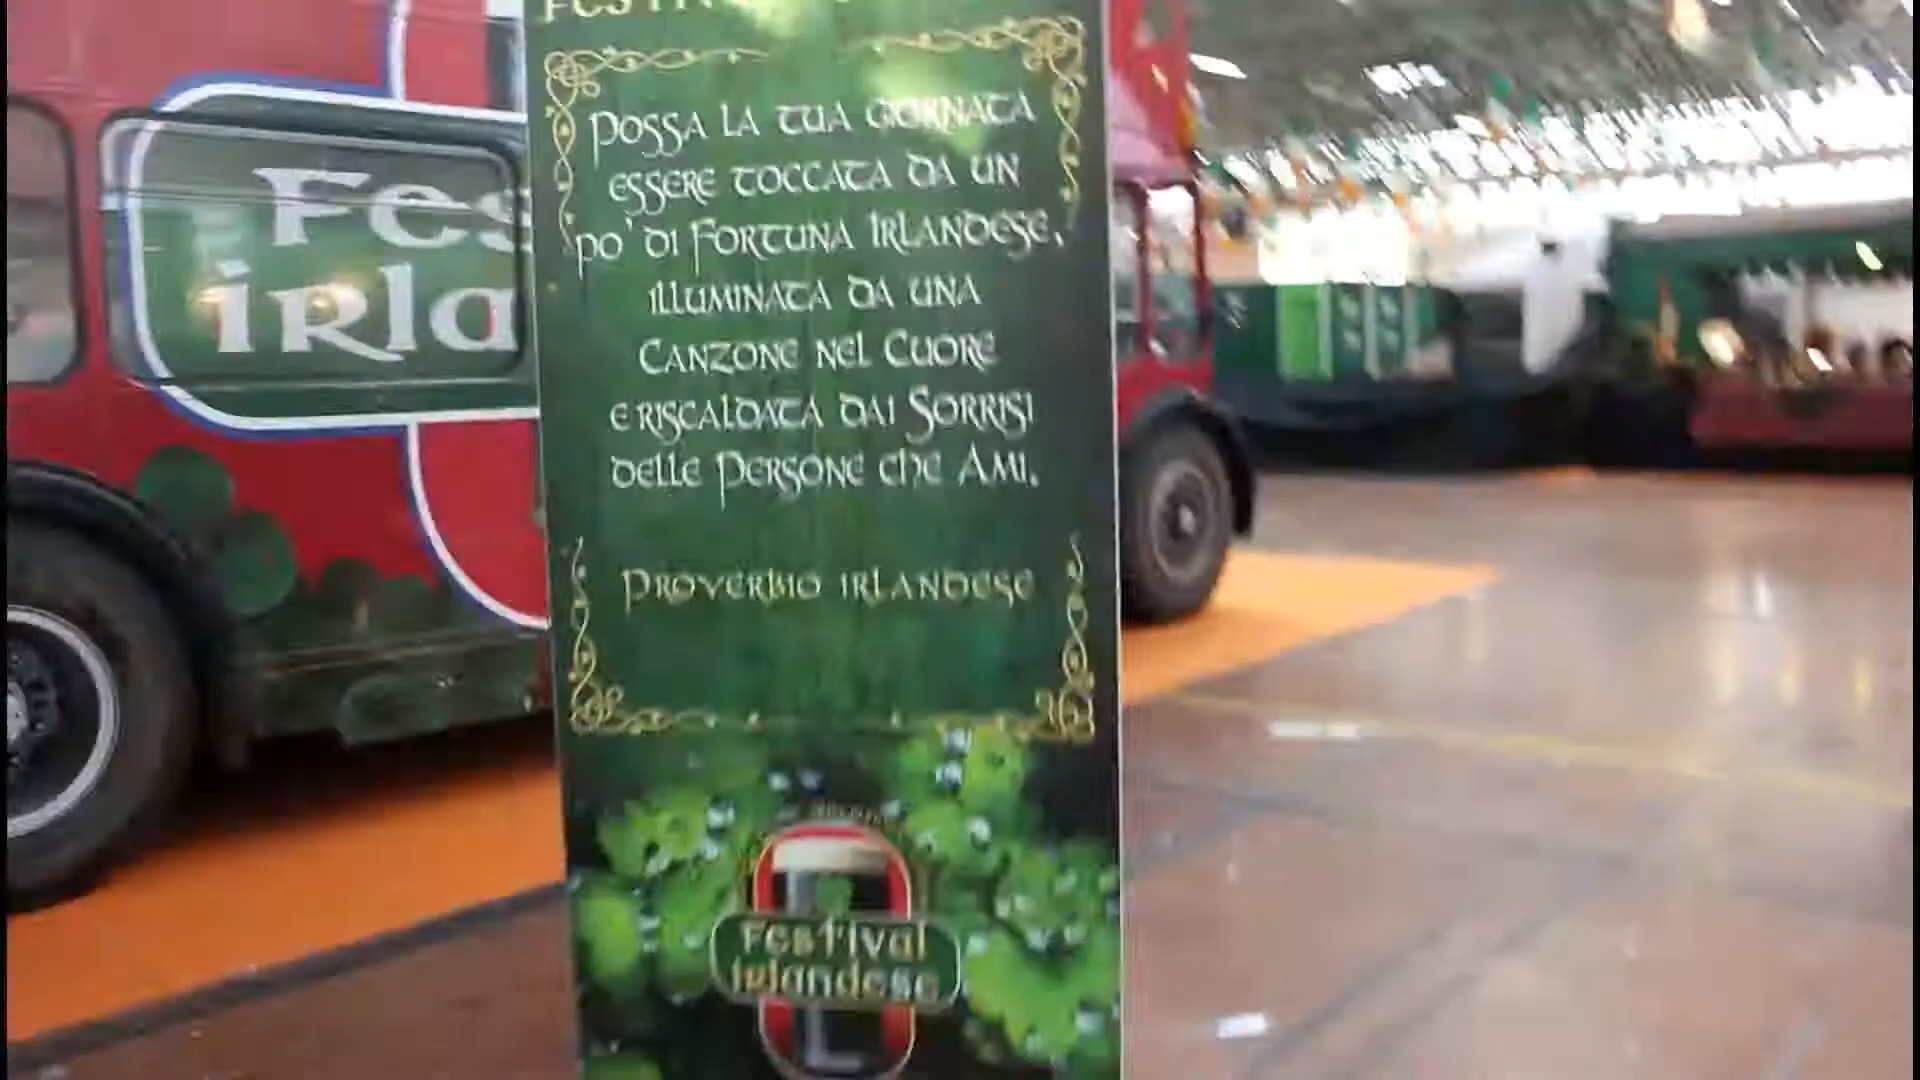 Possa la tua giornata
essere toccata da un
po' di Fortuna Irlandese,
illuminata da una
Canzone nel Cuore
e riscaldata dai Sorrisi
delle Persone che Ami.
Proverbio irlandese
Festival
irlandese
Fes
irla